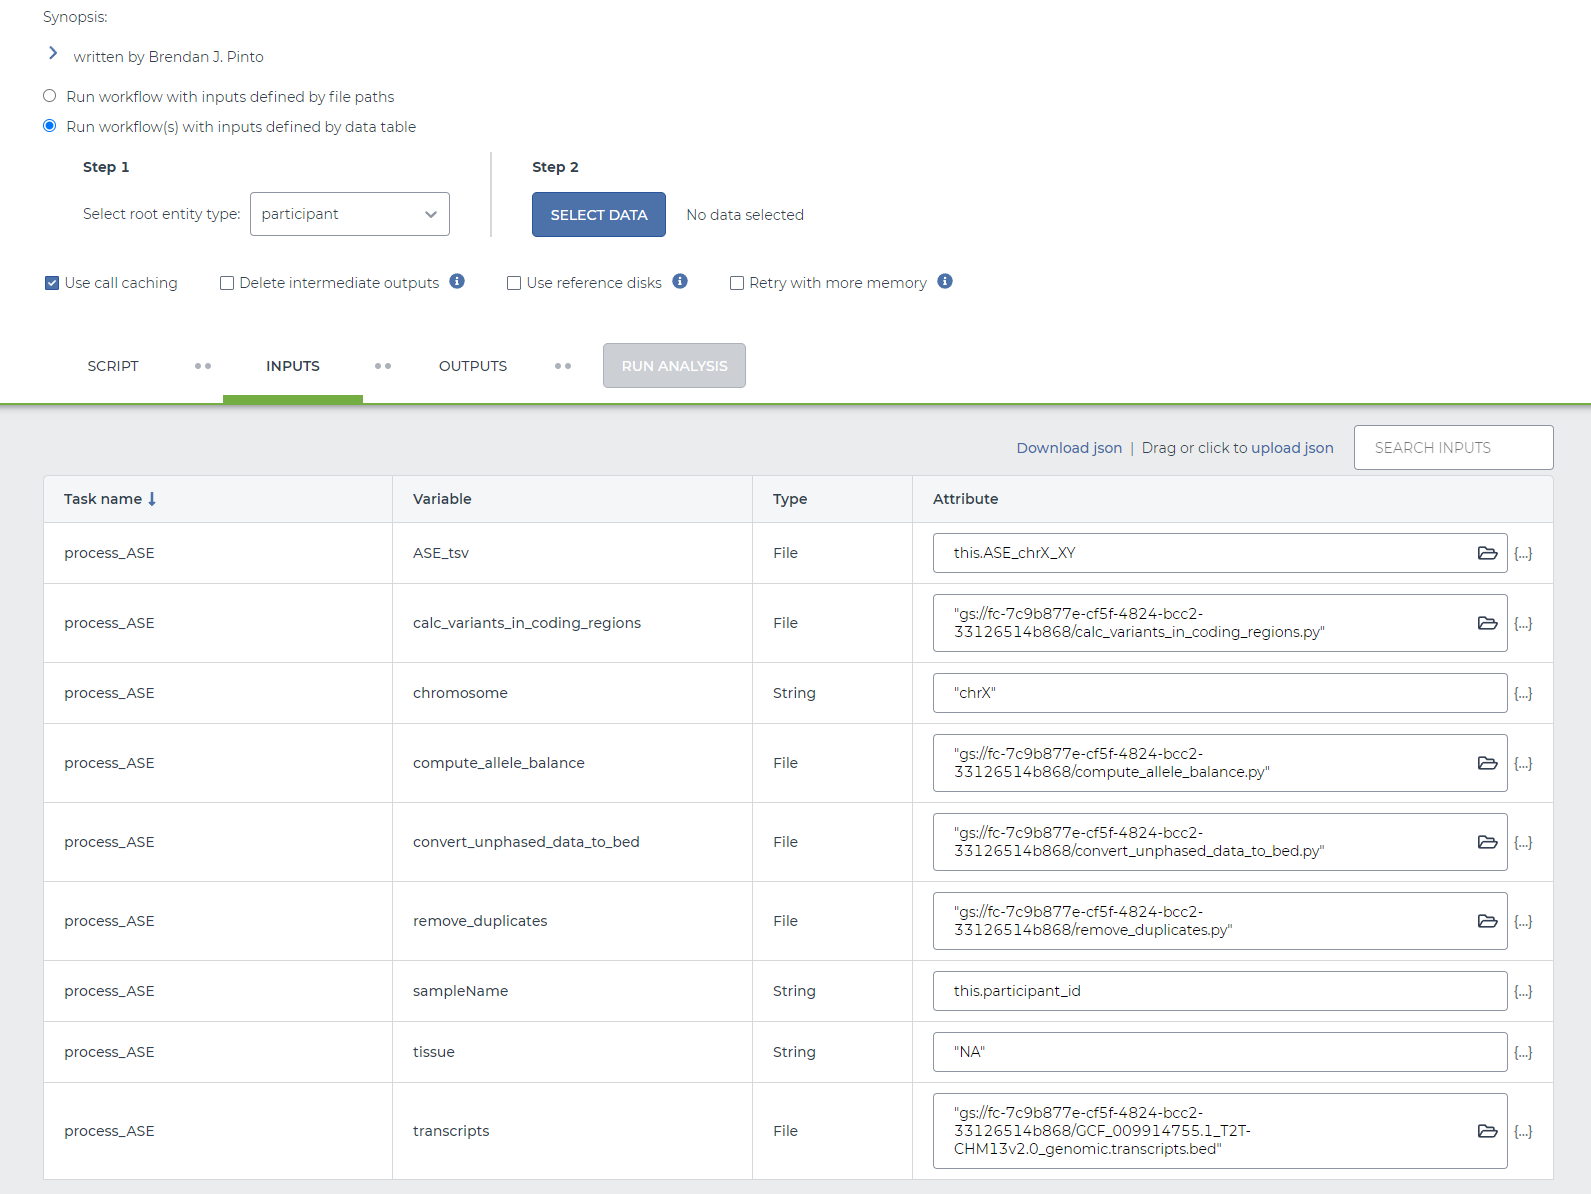 Synopsis:
written by Brendan J. Pinto
Run workflow with inputs defined by file paths
Run workflow(s) with inputs defined by data table
Step 1
Select root entity type: participant
Step 2
SELECT DATA No data selected
Use call caching Delete intermediate outputs Use reference disks Retry with more memory
SCRIPT INPUTS OUTPUTS RUN ANALYSIS
Download json | Drag or click to upload json SEARCH INPUTS
Task name Variable Type Attribute
process_ASE ASE_tsv File this.ASE_chrX_XY {...}
process_ASE calc_variants_in_coding_regions File "gs://fc-7c9b877e-cf5f-4824-bcc2-
33126514b868/calc_variants_in_coding_regions.py" {...}
process_ASE chromosome String "chrX" {...}
process_ASE compute_allele_balance File "gs://fc-7c9b877e-cf5f-4824-bcc2-
33126514b868/compute_allele_balance.py" {...}
process_ASE convert_unphased_data_to_bed File "gs://fc-7c9b877e-cf5f-4824-bcc2-
33126514b868/convert_unphased_data_to_bed.py" {...}
process_ASE remove_duplicates File "gs://fc-7c9b877e-cf5f-4824-bcc2-
33126514b868/remove_duplicates.py" {...}
process_ASE sampleName String this.participant_id {...}
process_ASE tissue String "NA" {...}
process_ASE transcripts File "gs://fc-7c9b877e-cf5f-4824-bcc2-
33126514b868/GCF_009914755.1_T2T-
CHM13v2.0_genomic.transcripts.bed" {...}